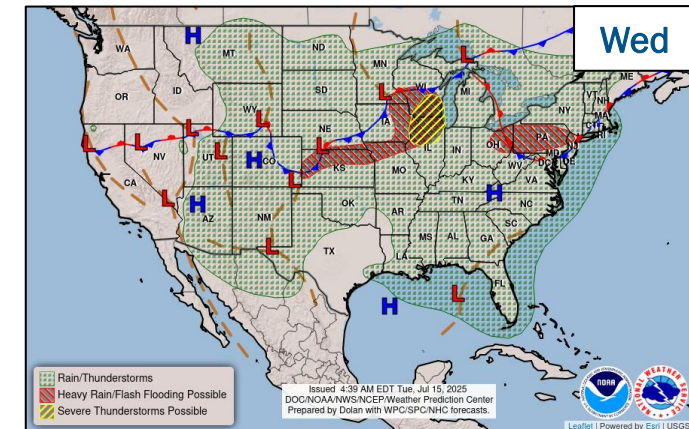 Wed
WA
MT
ND
MN
WI
MI
ME
VT
NH
NY
MA
CT
RI
OR
ID
WY
SD
IA
NE
NV
UT
CO
KS
MO
IL
IN
OH
PA
NJ
MD
DE
DC
WV
VA
KY
CA
AZ
NM
OK
AR
TN
NC
SC
MS
AL
GA
TX
LA
FL
H
H
H
H
H
L
L
L
L
L
L
L
L
L
L
L
L
Rain/Thunderstorms
Heavy Rain/Flash Flooding Possible
Severe Thunderstorms Possible
Issued 4:39 AM EDT Tue, Jul 15, 2025
DOC/NOAA/NWS/NCEP/Weather Prediction Center
Prepared by Dolan with WPC/SPC/NHC forecasts.
NOAA
NATIONAL WEATHER SERVICE
Leaflet | Powered by Esri | USGS